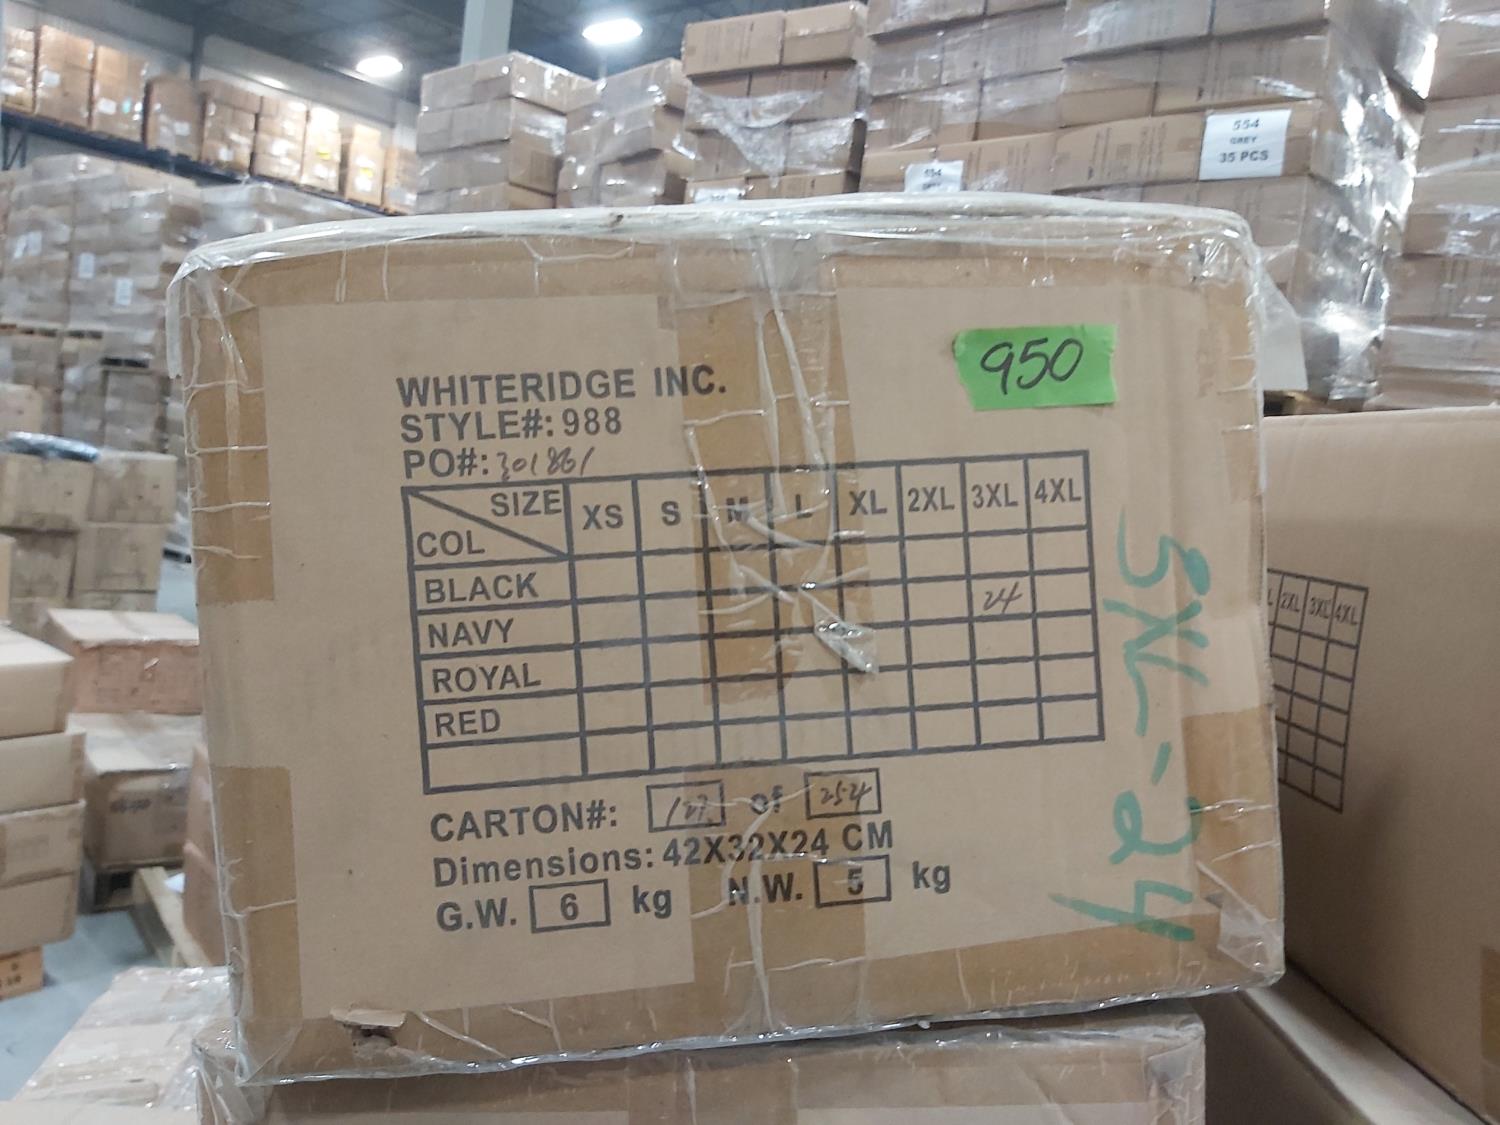 554
GREY
35 PCS
950
WHITERIDGE INC.
STYLE#: 988
PO#: 301861
SIZE XS S M L XL 2XL 3XL 4XL
COL
BLACK 24
NAVY
ROYAL
RED
CARTON#: 127 of 254
Dimensions: 42X32X24 CM
G.W. 6 kg N.W. 5 kg
3XL-24
L 2XL 3XL 4XL